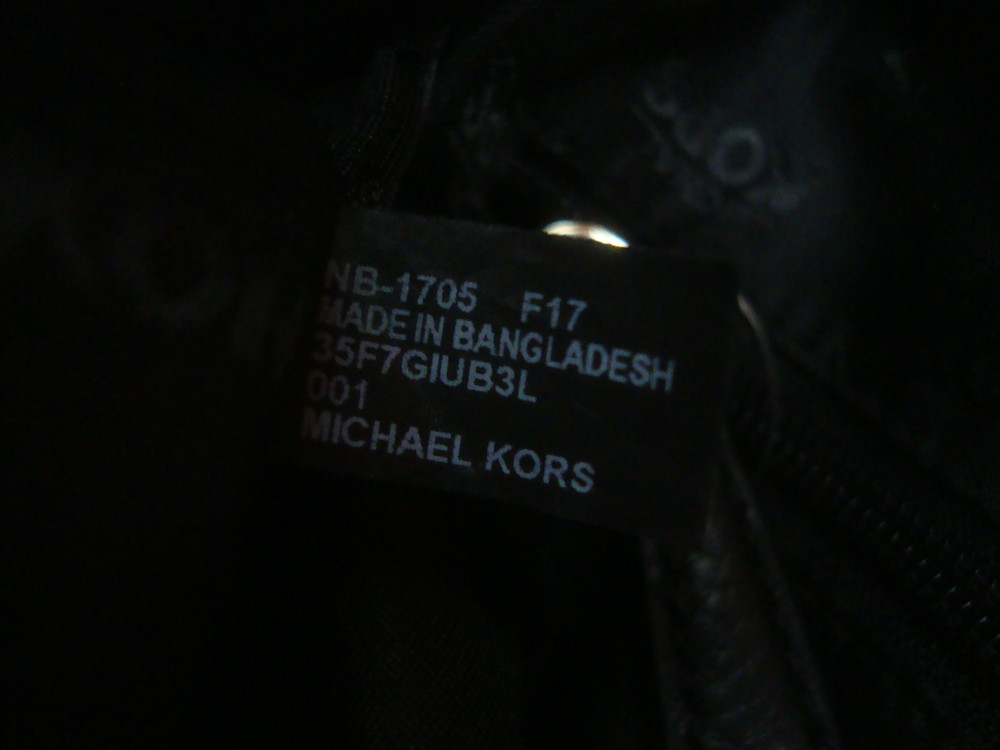 NB-1705 F17
MADE IN BANGLADESH
35F7GIUB3L
001
MICHAEL KORS